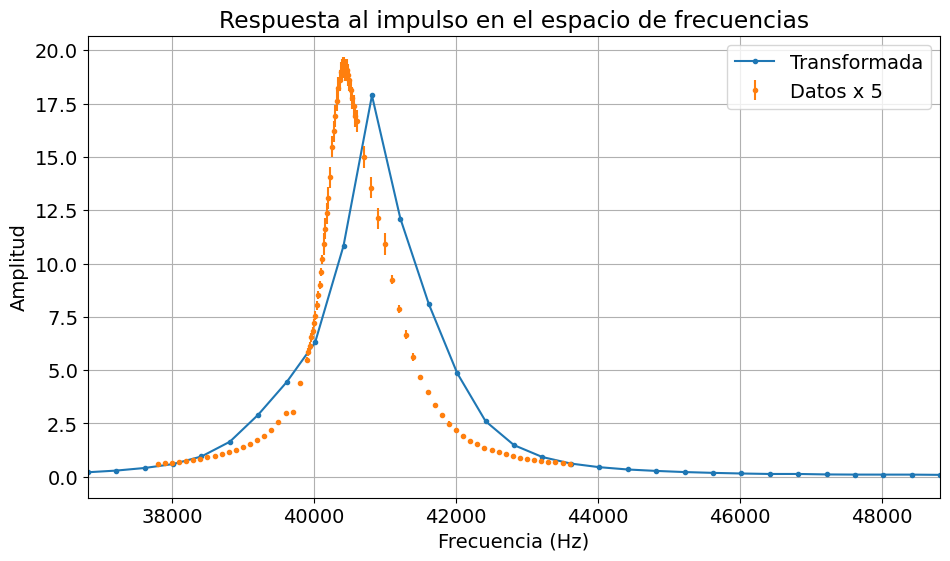 Respuesta al impulso en el espacio de frecuencias
Transformada
Datos x 5
Amplitud
20.0
17.5
15.0
12.5
10.0
7.5
5.0
2.5
0.0
38000 40000 42000 44000 46000 48000
Frecuencia (Hz)